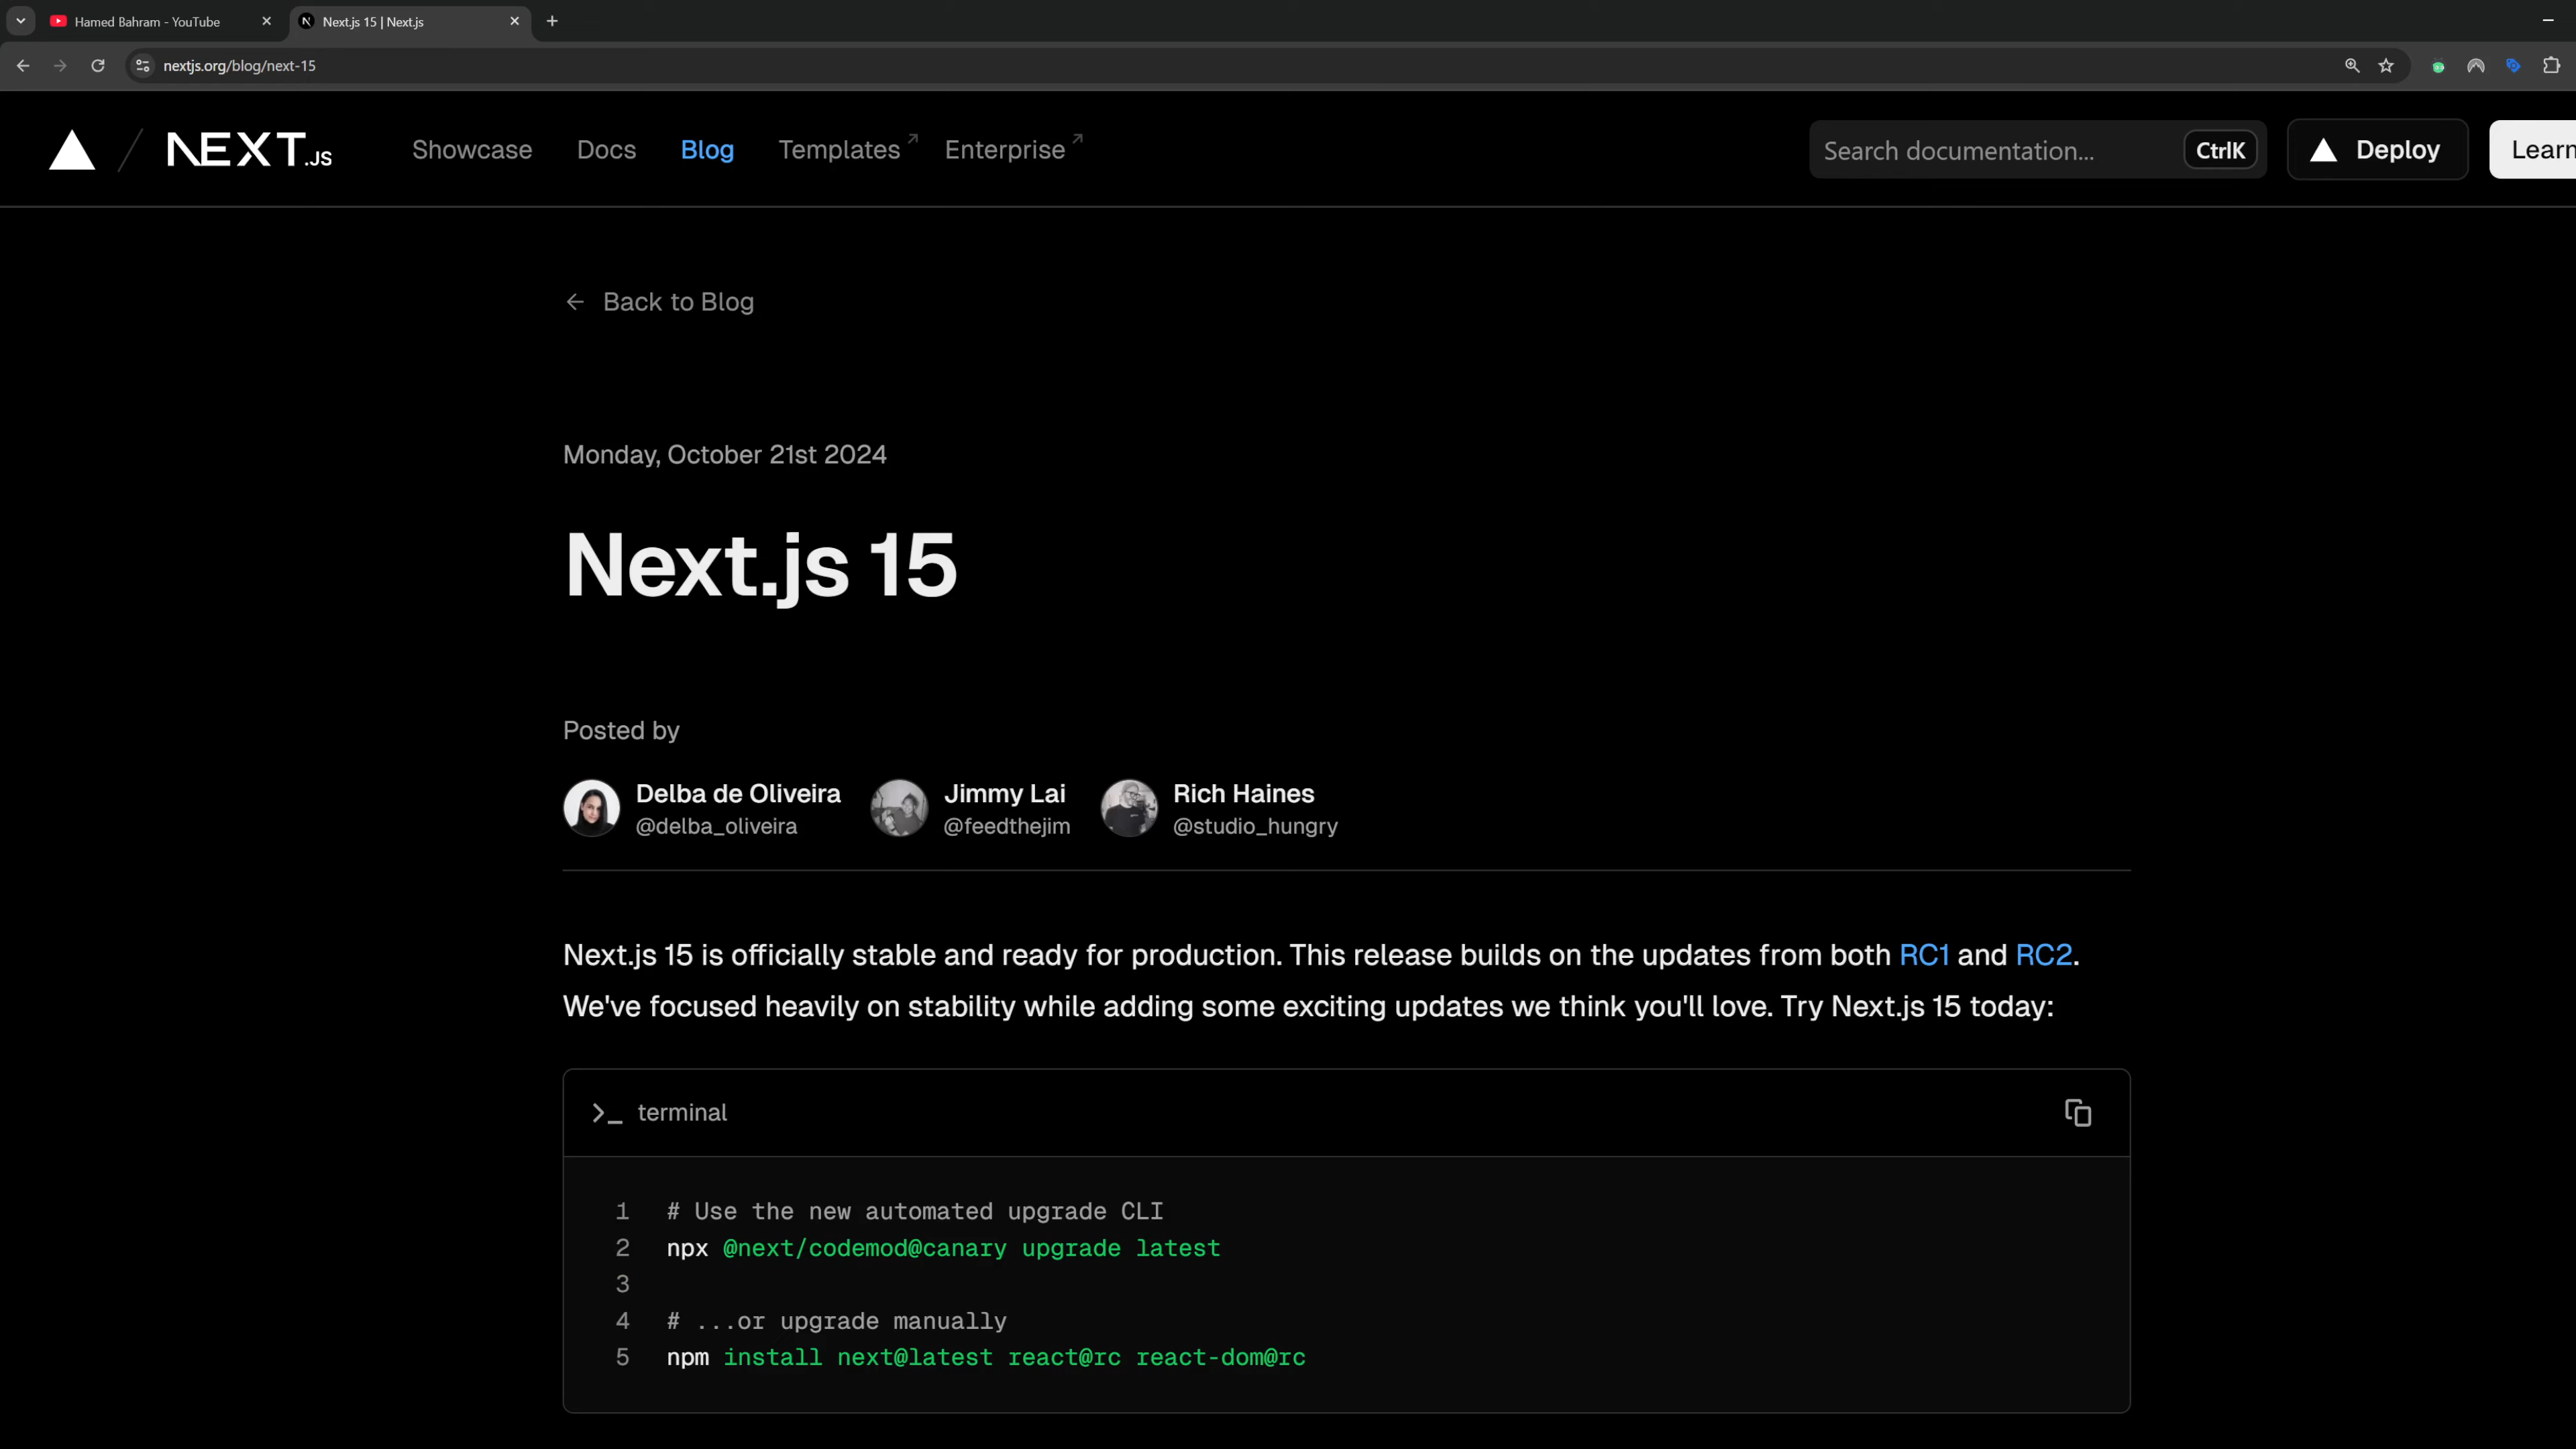 Hamed Bahram - YouTube
Next.js 15 | Next.js
nextjs.org/blog/next-15
NEXT.JS
Showcase
Docs
Blog
Templates
Enterprise
Search documentation...
CtrlK
Deploy
Learn
Back to Blog
Monday, October 21st 2024
Next.js 15
Posted by
Delba de Oliveira
@delba_oliveira
Jimmy Lai
@feedthejim
Rich Haines
@studio_hungry
Next.js 15 is officially stable and ready for production. This release builds on the updates from both RC1 and RC2.
We've focused heavily on stability while adding some exciting updates we think you'll love. Try Next.js 15 today:
terminal
1 # Use the new automated upgrade CLI
2 npx @next/codemod@canary upgrade latest
3
4 # ...or upgrade manually
5 npm install next@latest react@rc react-dom@rc